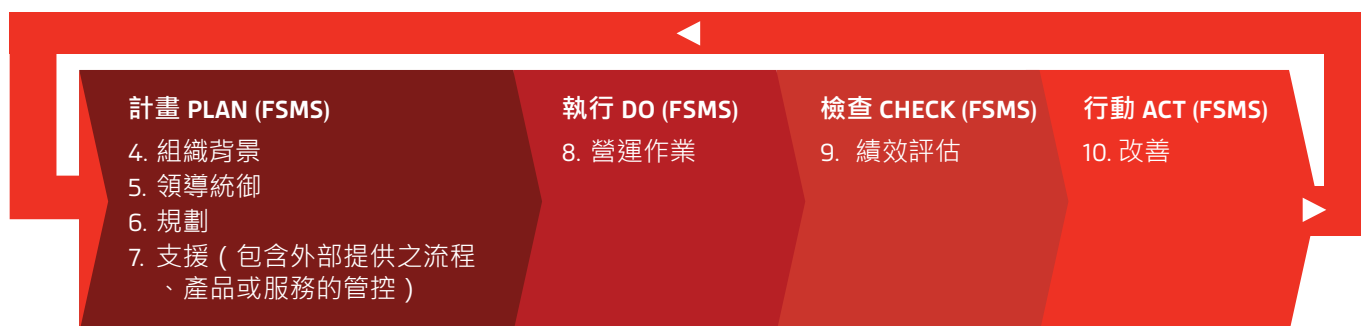 計畫 PLAN (FSMS)
4. 組織背景
5. 領導統御
6. 規劃
7. 支援 ( 包含外部提供之流程
、產品或服務的管控 )
執行 DO (FSMS)
8. 營運作業
檢查 CHECK (FSMS)
9. 績效評估
行動 ACT (FSMS)
10. 改善